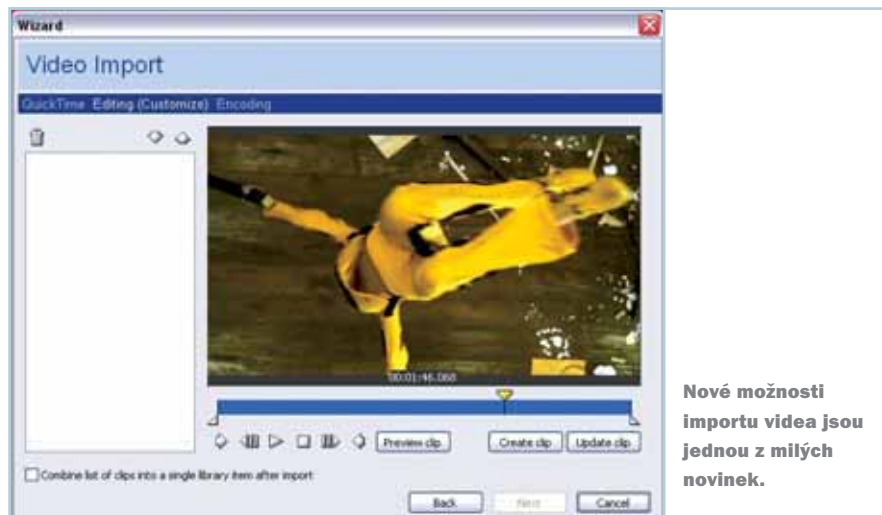 Wizard
Video Import
QuickTime Editing (Customize) Encoding
00:01:46.068
Preview clip
Create clip
Update clip
Combine list of clips into a single library item after import
Back
Next
Cancel
Nové možnosti
importu videa jsou
jednou z milých
novinek.